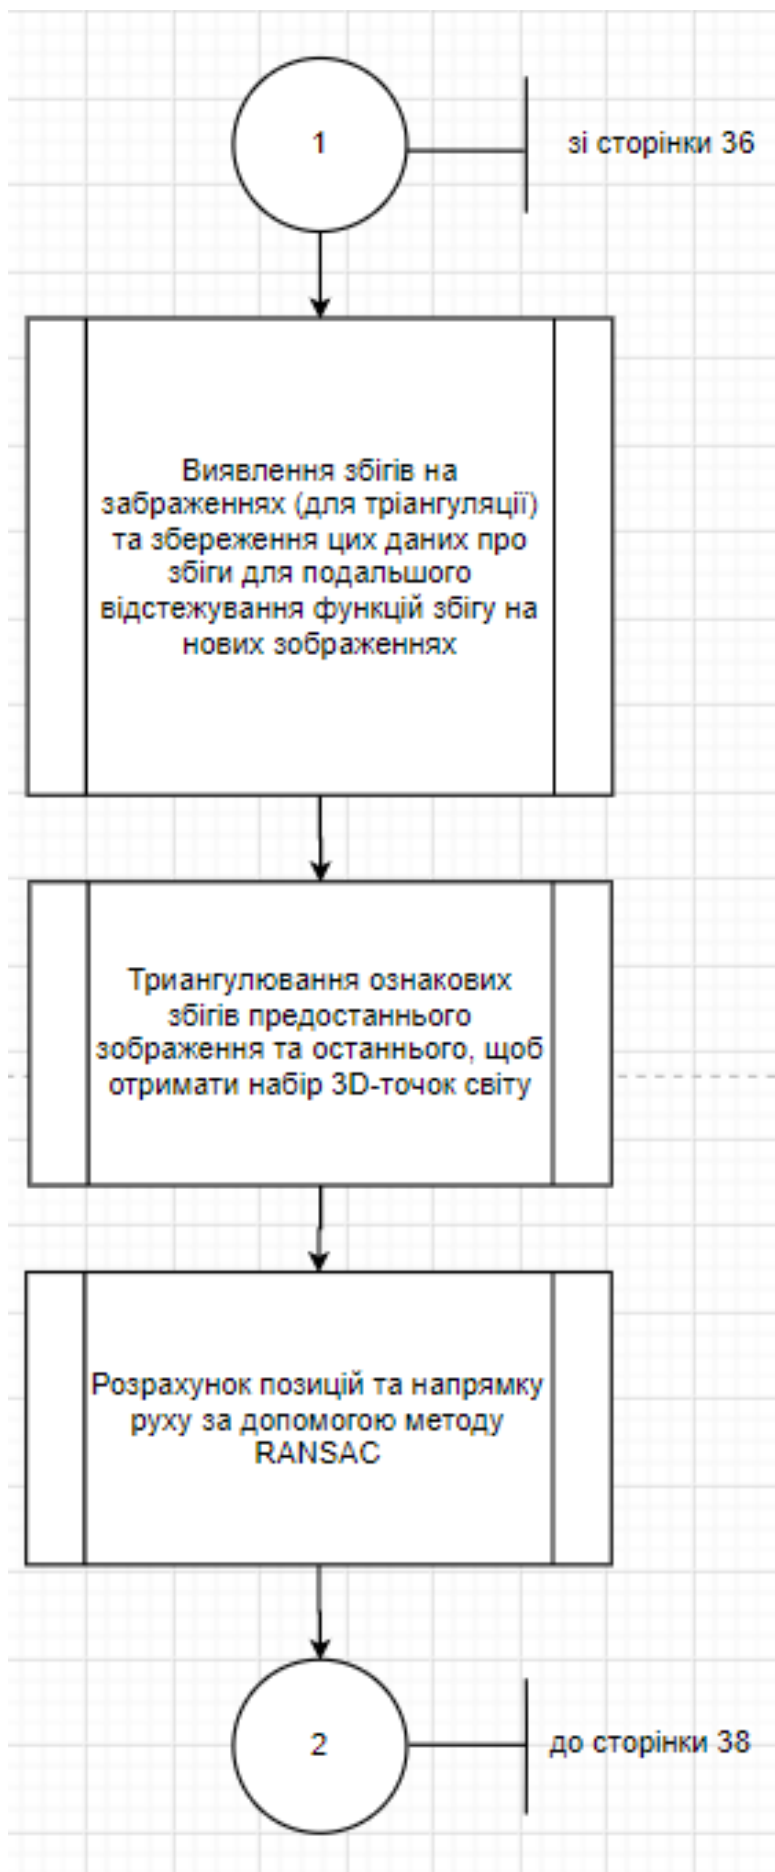 1
зі сторінки 36
Виявлення збігів на
забраженнях (для тріангуляції)
та збереження цих даних про
збіги для подальшого
відстежування функцій збігу на
нових зображеннях
Триангулювання ознакових
збігів предостаннього
зображення та останнього, щоб
отримати набір 3D-точок світу
Розрахунок позицій та напрямку
руху за допомогою методу
RANSAC
2
до сторінки 38